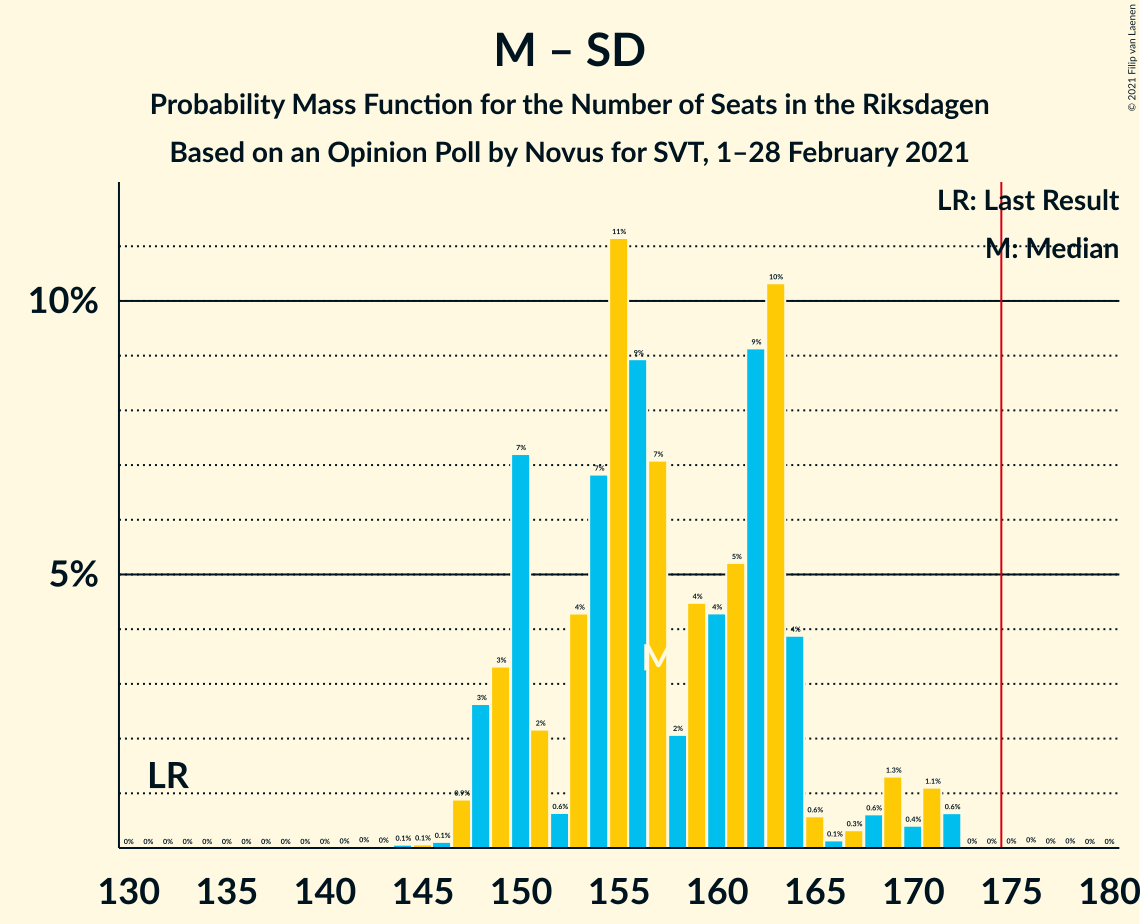 M – SD
Probability Mass Function for the Number of Seats in the Riksdagen
Based on an Opinion Poll by Novus for SVT, 1–28 February 2021
© 2021 Filip van Laenen
LR: Last Result
M: Median
10%
5%
LR
M
0% 0% 0% 0% 0% 0% 0% 0% 0% 0% 0% 0% 0% 0% 0.1% 0.1% 0.1% 0.9% 3% 3% 7% 2% 0.6% 4% 7% 11% 9% 7% 2% 4% 4% 5% 9% 10% 4% 0.6% 0.1% 0.3% 0.6% 1.3% 0.4% 1.1% 0.6% 0% 0% 0% 0% 0% 0% 0% 0%
130 135 140 145 150 155 160 165 170 175 180